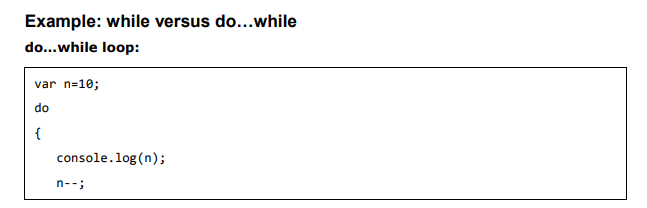 Example: while versus do…while
do…while loop:
var n=10;
do
{
console.log(n);
n--;